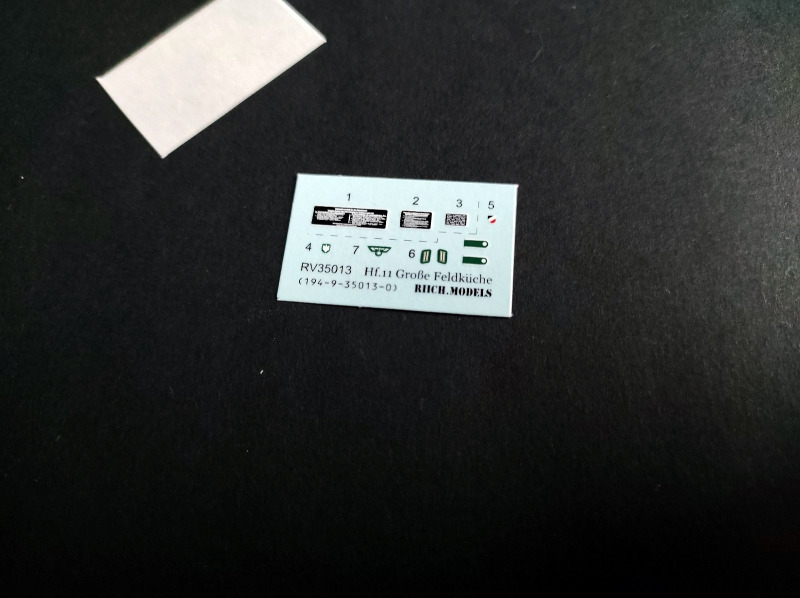 1 2 3 5
4 7 6
RV35013 Hf.11 Große Feldküche
(194-9-35013-0) RIICH.MODELS